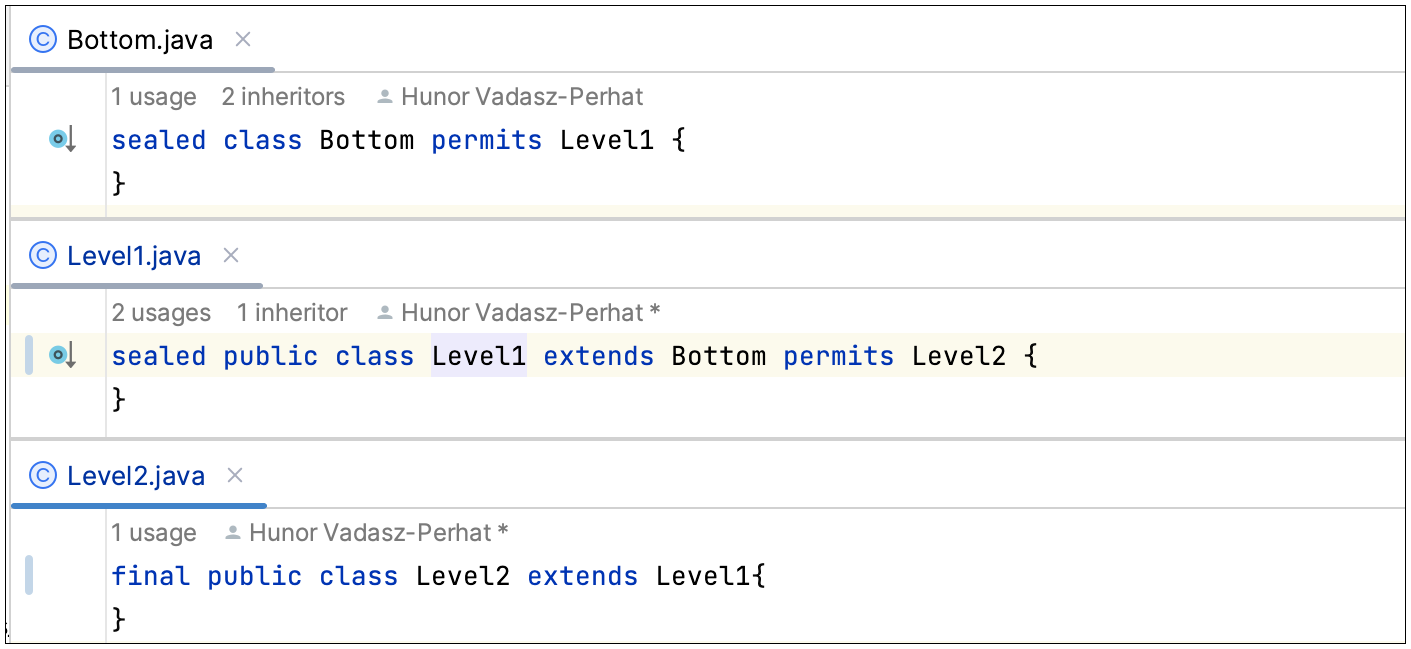 Bottom.java
1 usage 2 inheritors Hunor Vadasz-Perhat
sealed class Bottom permits Level1 {
}
Level1.java
2 usages 1 inheritor Hunor Vadasz-Perhat *
sealed public class Level1 extends Bottom permits Level2 {
}
Level2.java
1 usage Hunor Vadasz-Perhat *
final public class Level2 extends Level1{
}